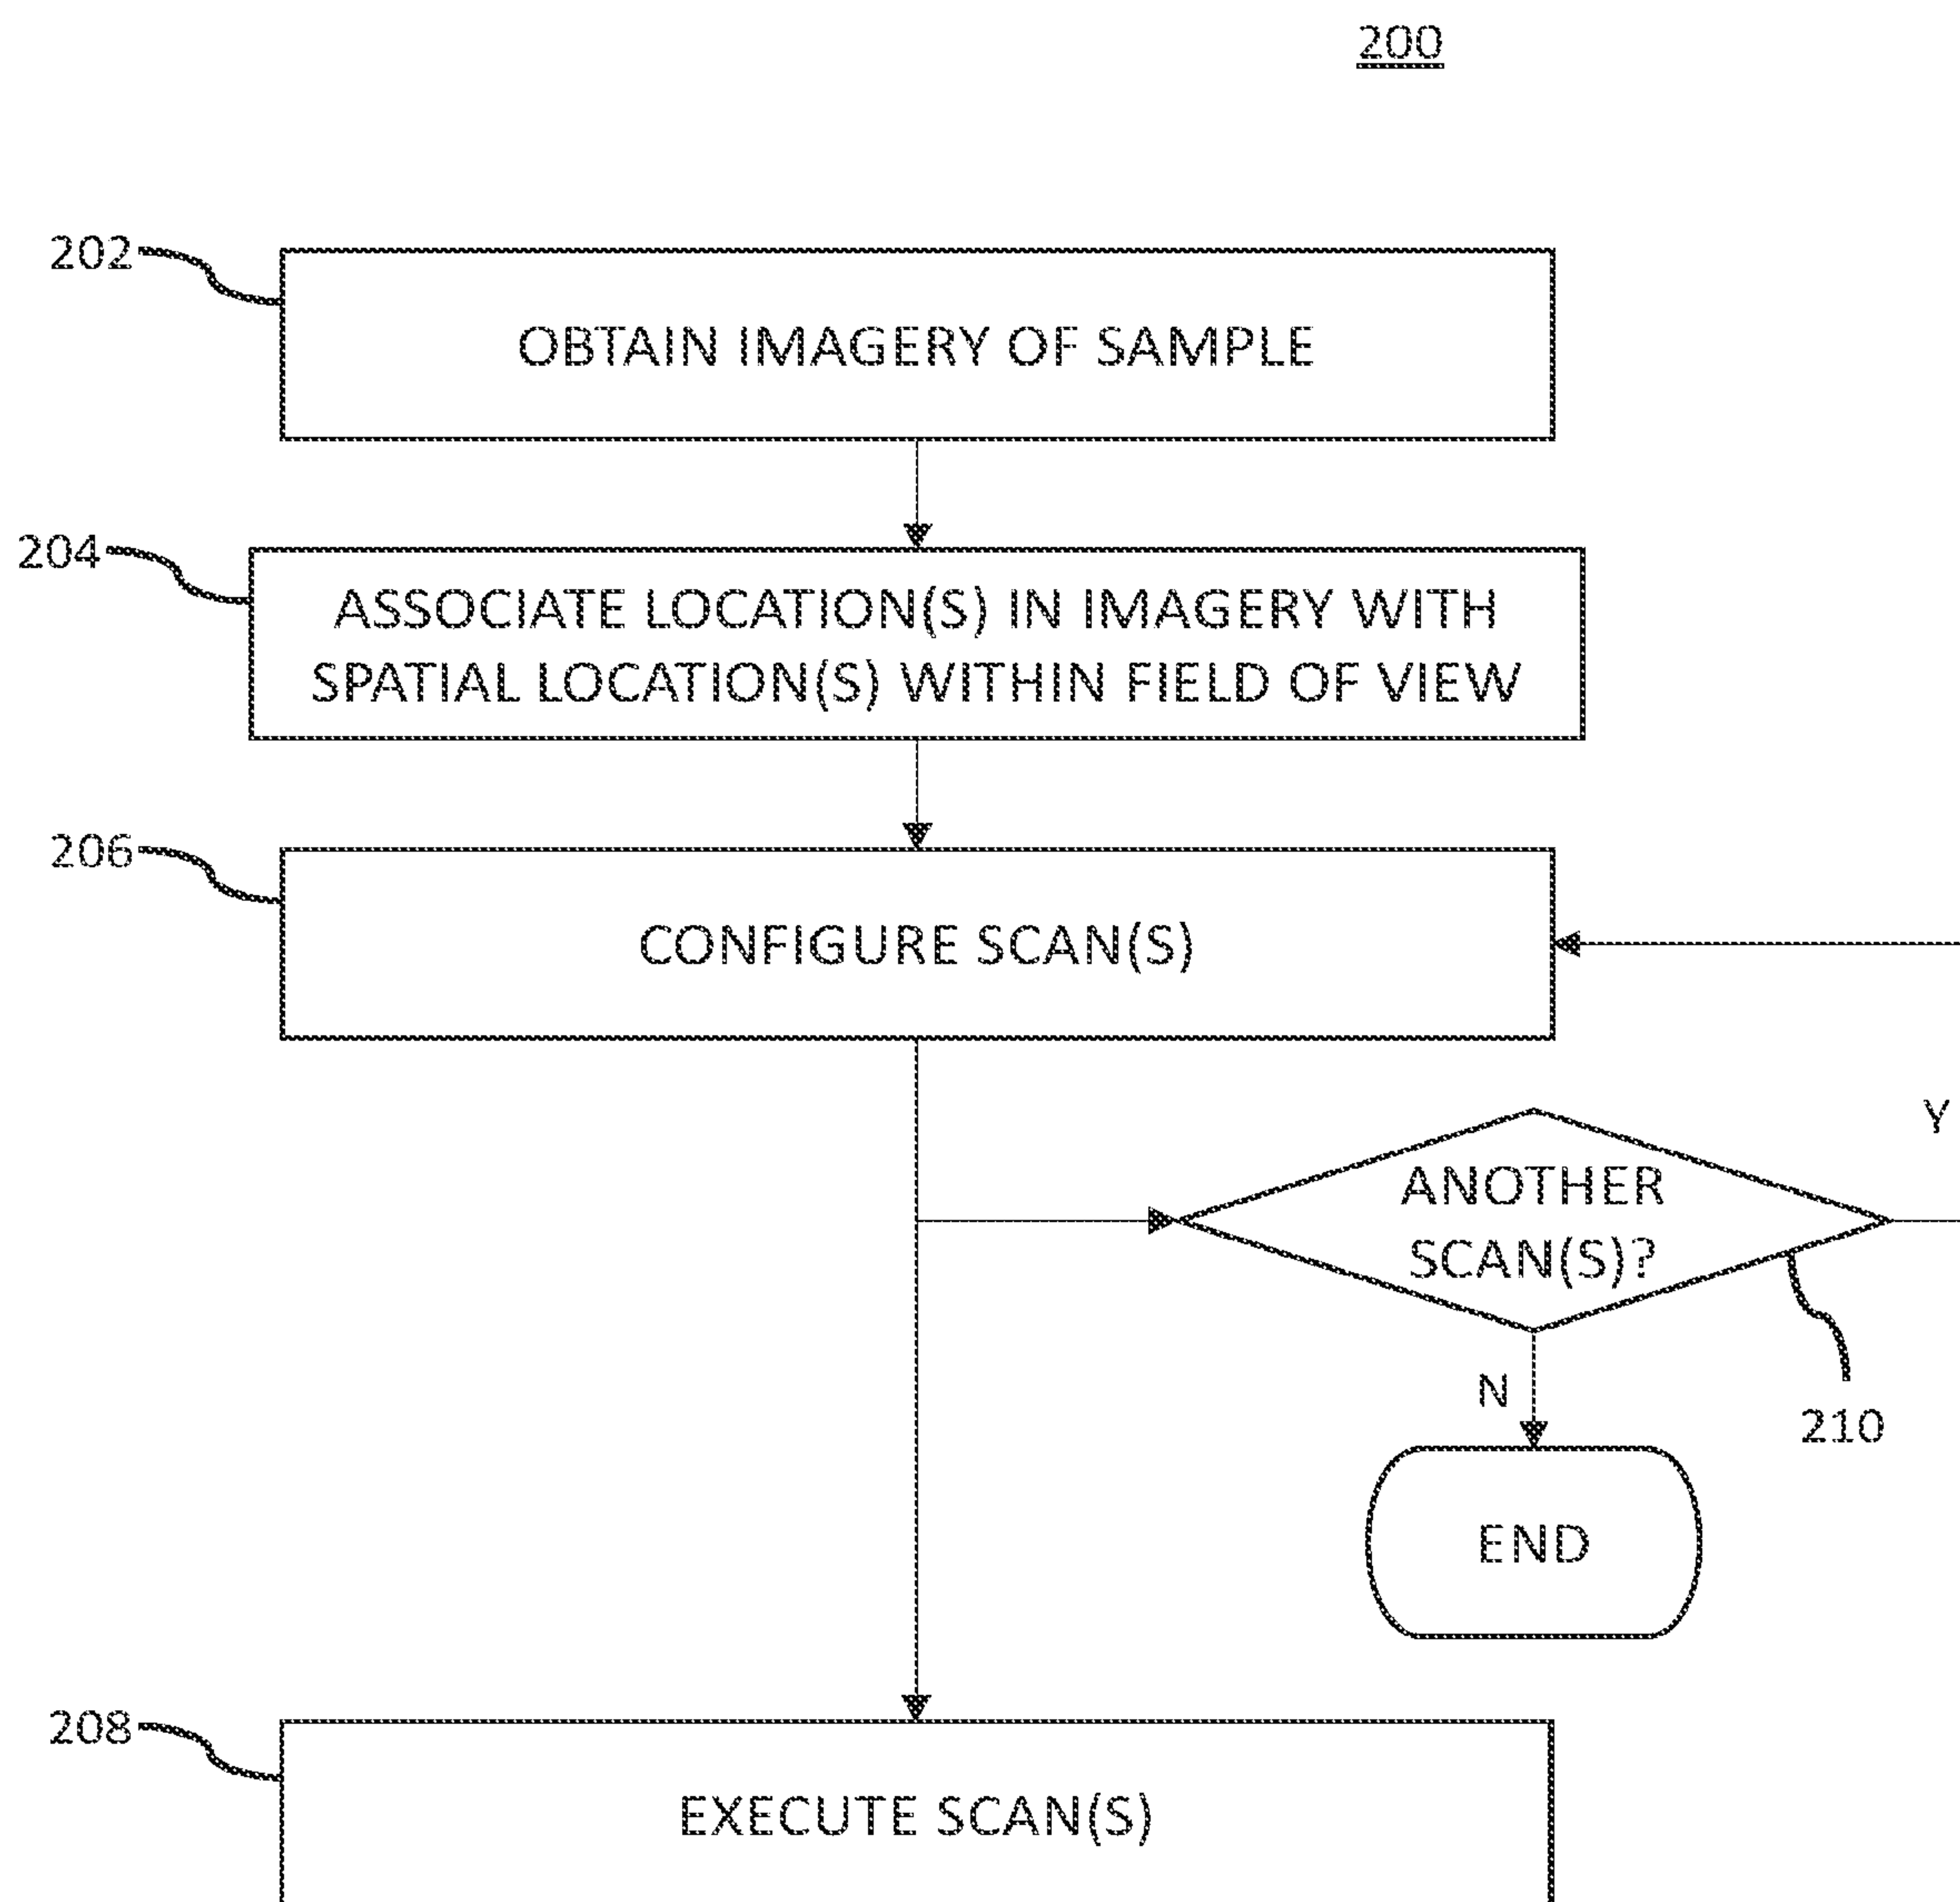 200
202
OBTAIN IMAGERY OF SAMPLE
204
ASSOCIATE LOCATION(S) IN IMAGERY WITH
SPATIAL LOCATION(S) WITHIN FIELD OF VIEW
206
CONFIGURE SCAN(S)
Y
ANOTHER
SCAN(S)?
N
210
END
208
EXECUTE SCAN(S)